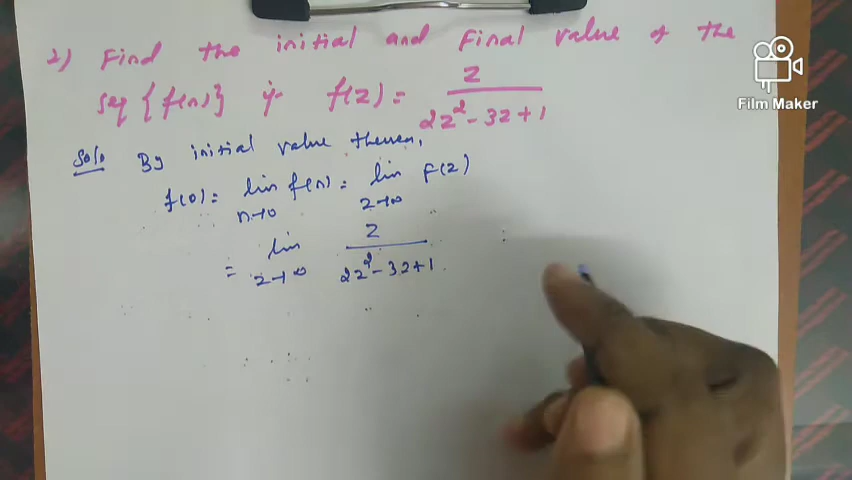 2) Find the initial and final value of the
seq {f(n)} if f(z) = z / 2z² - 3z + 1
Soln By initial value theorem,
f(0) = lim n→0 f(n) = lim z→∞ F(z)
= lim z→∞ z / 2z² - 3z + 1
Film Maker